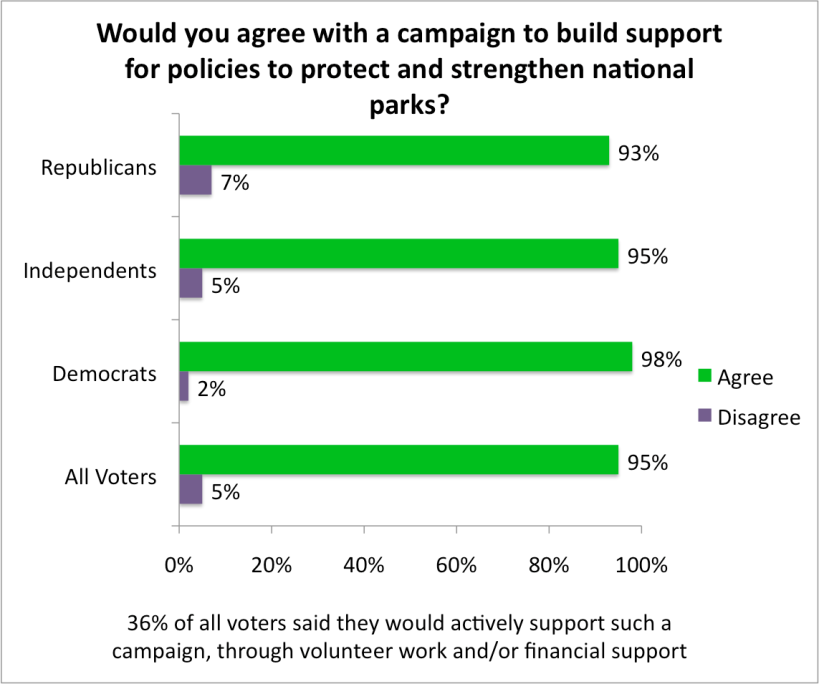 Would you agree with a campaign to build support
for policies to protect and strengthen national
parks?
Republicans
93%
7%
Independents
95%
5%
Democrats
98%
2%
All Voters
95%
5%
Agree
Disagree
0% 20% 40% 60% 80% 100%
36% of all voters said they would actively support such a
campaign, through volunteer work and/or financial support